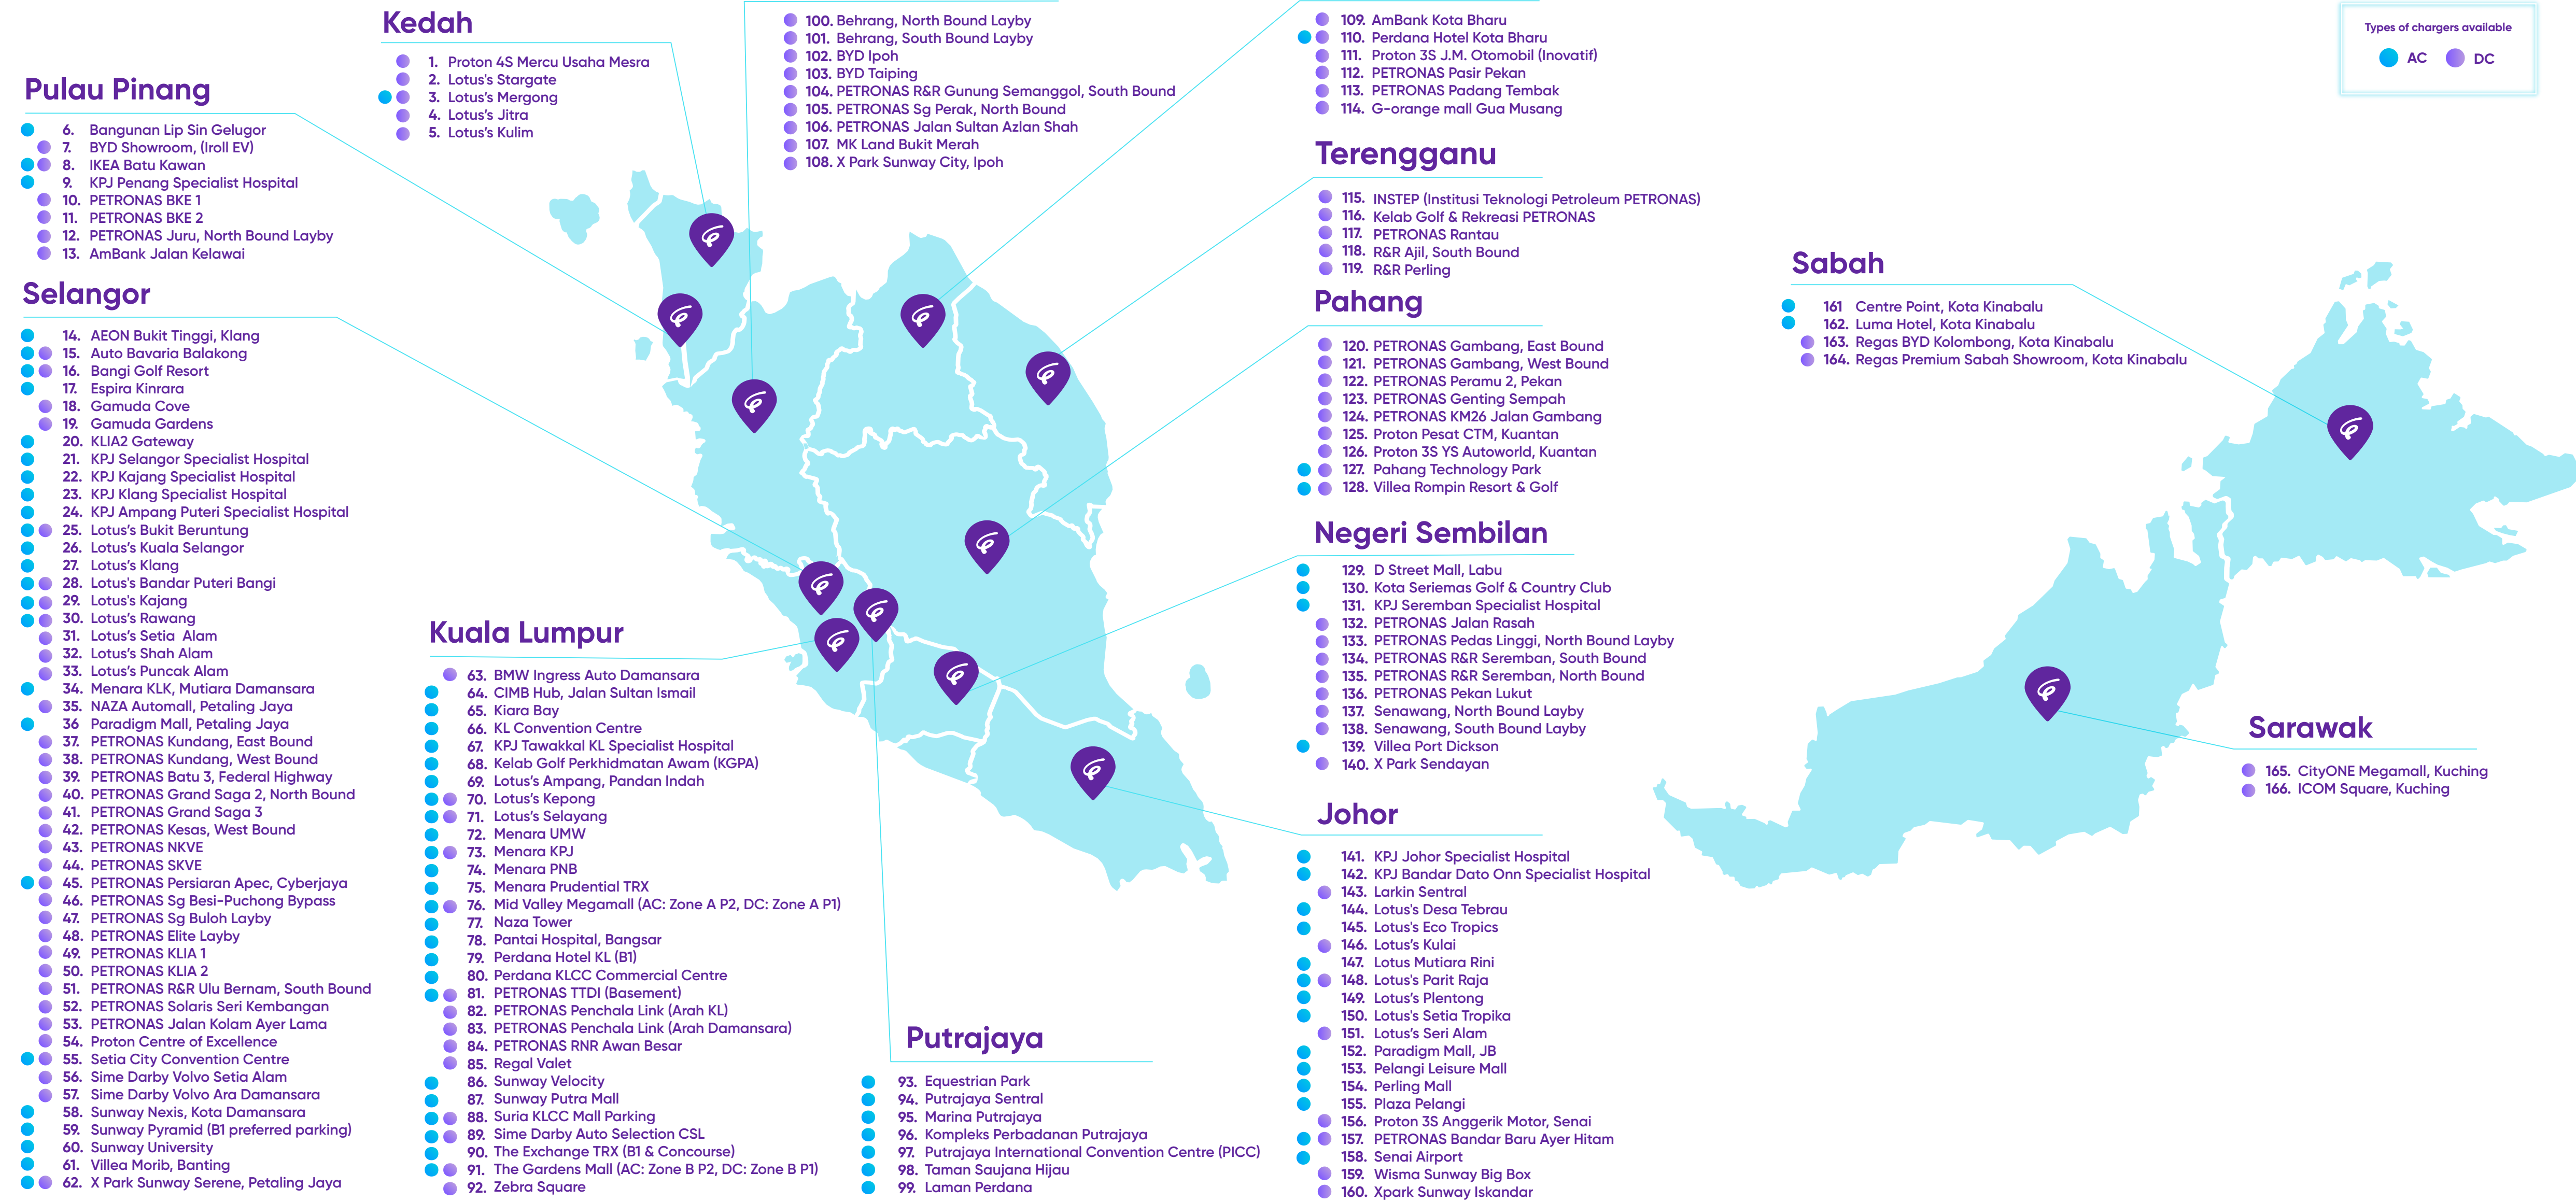 Kedah
1. Proton 4S Mercu Usaha Mesra
2. Lotus's Stargate
3. Lotus's Mergong
4. Lotus's Jitra
5. Lotus's Kulim
Pulau Pinang
6. Bangunan Lip Sin Gelugor
7. BYD Showroom, (Iroll EV)
8. IKEA Batu Kawan
9. KPJ Penang Specialist Hospital
10. PETRONAS BKE 1
11. PETRONAS BKE 2
12. PETRONAS Juru, North Bound Layby
13. AmBank Jalan Kelawai
Selangor
14. AEON Bukit Tinggi, Klang
15. Auto Bavaria Balakong
16. Bangi Golf Resort
17. Espira Kinrara
18. Gamuda Cove
19. Gamuda Gardens
20. KLIA2 Gateway
21. KPJ Selangor Specialist Hospital
22. KPJ Kajang Specialist Hospital
23. KPJ Klang Specialist Hospital
24. KPJ Ampang Puteri Specialist Hospital
25. Lotus's Bukit Beruntung
26. Lotus's Kuala Selangor
27. Lotus's Klang
28. Lotus's Bandar Puteri Bangi
29. Lotus's Kajang
30. Lotus's Rawang
31. Lotus's Setia Alam
32. Lotus's Shah Alam
33. Lotus's Puncak Alam
34. Menara KLK, Mutiara Damansara
35. NAZA Automall, Petaling Jaya
36 Paradigm Mall, Petaling Jaya
37. PETRONAS Kundang, East Bound
38. PETRONAS Kundang, West Bound
39. PETRONAS Batu 3, Federal Highway
40. PETRONAS Grand Saga 2, North Bound
41. PETRONAS Grand Saga 3
42. PETRONAS Kesas, West Bound
43. PETRONAS NKVE
44. PETRONAS SKVE
45. PETRONAS Persiaran Apec, Cyberjaya
46. PETRONAS Sg Besi-Puchong Bypass
47. PETRONAS Sg Buloh Layby
48. PETRONAS Elite Layby
49. PETRONAS KLIA 1
50. PETRONAS KLIA 2
51. PETRONAS R&R Ulu Bernam, South Bound
52. PETRONAS Solaris Seri Kembangan
53. PETRONAS Jalan Kolam Ayer Lama
54. Proton Centre of Excellence
55. Setia City Convention Centre
56. Sime Darby Volvo Setia Alam
57. Sime Darby Volvo Ara Damansara
58. Sunway Nexis, Kota Damansara
59. Sunway Pyramid (B1 preferred parking)
60. Sunway University
61. Villea Morib, Banting
62. X Park Sunway Serene, Petaling Jaya
Kuala Lumpur
63. BMW Ingress Auto Damansara
64. CIMB Hub, Jalan Sultan Ismail
65. Kiara Bay
66. KL Convention Centre
67. KPJ Tawakkal KL Specialist Hospital
68. Kelab Golf Perkhidmatan Awam (KGPA)
69. Lotus's Ampang, Pandan Indah
70. Lotus's Kepong
71. Lotus's Selayang
72. Menara UMW
73. Menara KPJ
74. Menara PNB
75. Menara Prudential TRX
76. Mid Valley Megamall (AC: Zone A P2, DC: Zone A P1)
77. Naza Tower
78. Pantai Hospital, Bangsar
79. Perdana Hotel KL (B1)
80. Perdana KLCC Commercial Centre
81. PETRONAS TTDI (Basement)
82. PETRONAS Penchala Link (Arah KL)
83. PETRONAS Penchala Link (Arah Damansara)
84. PETRONAS RNR Awan Besar
85. Regal Valet
86. Sunway Velocity
87. Sunway Putra Mall
88. Suria KLCC Mall Parking
89. Sime Darby Auto Selection CSL
90. The Exchange TRX (B1 & Concourse)
91. The Gardens Mall (AC: Zone B P2, DC: Zone B P1)
92. Zebra Square
Putrajaya
93. Equestrian Park
94. Putrajaya Sentral
95. Marina Putrajaya
96. Kompleks Perbadanan Putrajaya
97. Putrajaya International Convention Centre (PICC)
98. Taman Saujana Hijau
99. Laman Perdana
100. Behrang, North Bound Layby
101. Behrang, South Bound Layby
102. BYD Ipoh
103. BYD Taiping
104. PETRONAS R&R Gunung Semanggol, South Bound
105. PETRONAS Sg Perak, North Bound
106. PETRONAS Jalan Sultan Azlan Shah
107. MK Land Bukit Merah
108. X Park Sunway City, Ipoh
109. AmBank Kota Bharu
110. Perdana Hotel Kota Bharu
111. Proton 3S J.M. Otomobil (Inovatif)
112. PETRONAS Pasir Pekan
113. PETRONAS Padang Tembak
114. G-orange mall Gua Musang
Terengganu
115. INSTEP (Institusi Teknologi Petroleum PETRONAS)
116. Kelab Golf & Rekreasi PETRONAS
117. PETRONAS Rantau
118. R&R Ajil, South Bound
119. R&R Perling
Pahang
120. PETRONAS Gambang, East Bound
121. PETRONAS Gambang, West Bound
122. PETRONAS Peramu 2, Pekan
123. PETRONAS Genting Sempah
124. PETRONAS KM26 Jalan Gambang
125. Proton Pesat CTM, Kuantan
126. Proton 3S YS Autoworld, Kuantan
127. Pahang Technology Park
128. Villea Rompin Resort & Golf
Negeri Sembilan
129. D Street Mall, Labu
130. Kota Seriemas Golf & Country Club
131. KPJ Seremban Specialist Hospital
132. PETRONAS Jalan Rasah
133. PETRONAS Pedas Linggi, North Bound Layby
134. PETRONAS R&R Seremban, South Bound
135. PETRONAS R&R Seremban, North Bound
136. PETRONAS Pekan Lukut
137. Senawang, North Bound Layby
138. Senawang, South Bound Layby
139. Villea Port Dickson
140. X Park Sendayan
Johor
141. KPJ Johor Specialist Hospital
142. KPJ Bandar Dato Onn Specialist Hospital
143. Larkin Sentral
144. Lotus's Desa Tebrau
145. Lotus's Eco Tropics
146. Lotus's Kulai
147. Lotus Mutiara Rini
148. Lotus's Parit Raja
149. Lotus's Plentong
150. Lotus's Setia Tropika
151. Lotus's Seri Alam
152. Paradigm Mall, JB
153. Pelangi Leisure Mall
154. Perling Mall
155. Plaza Pelangi
156. Proton 3S Anggerik Motor, Senai
157. PETRONAS Bandar Baru Ayer Hitam
158. Senai Airport
159. Wisma Sunway Big Box
160. Xpark Sunway Iskandar
Types of chargers available
AC DC
Sabah
161 Centre Point, Kota Kinabalu
162. Luma Hotel, Kota Kinabalu
163. Regas BYD Kolombong, Kota Kinabalu
164. Regas Premium Sabah Showroom, Kota Kinabalu
Sarawak
165. CityONE Megamall, Kuching
166. ICOM Square, Kuching